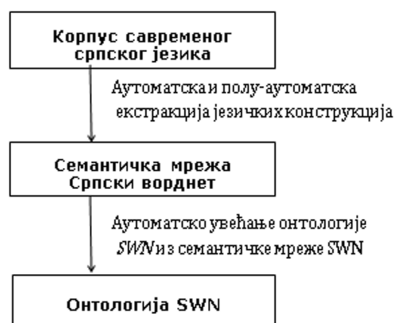 Корпус савременог
српског језика
Аутоматска и полу-аутоматска
екстракција језичких конструкција
Семантичка мрежа
Српски ворднет
Аутоматско увећање онтологије
SWN из семантичке мреже SWN
Онтологија SWN